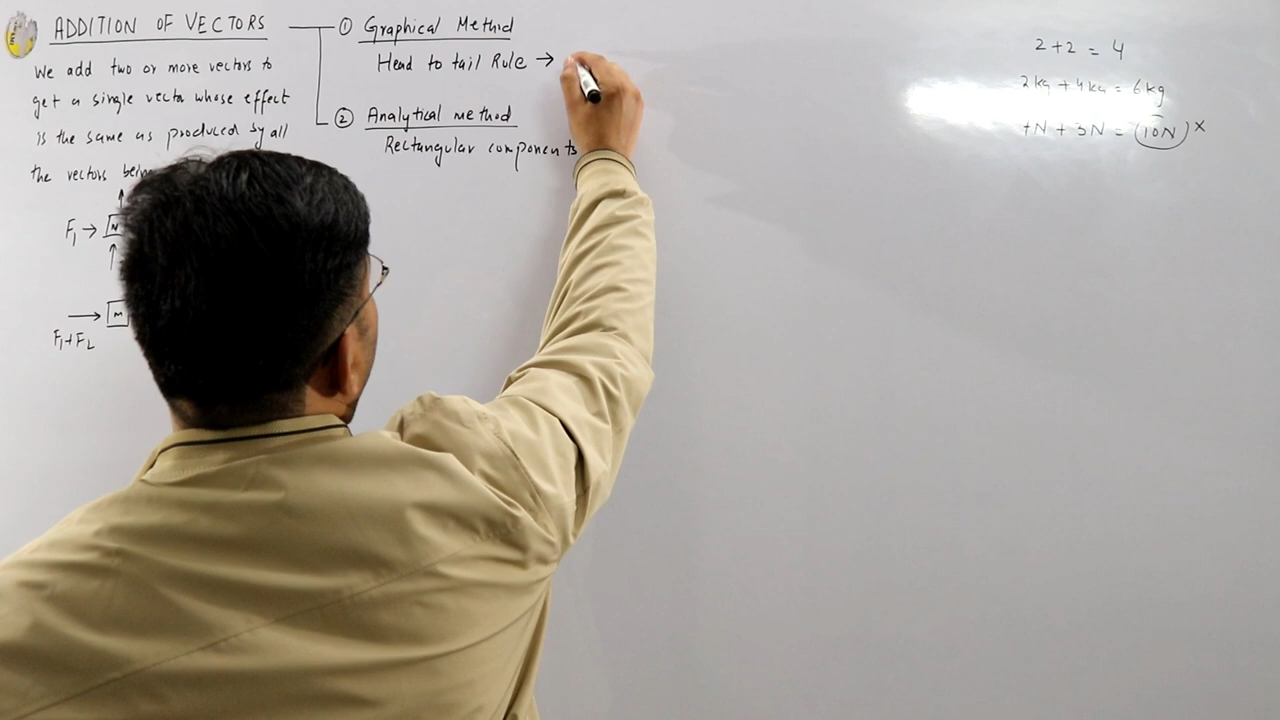 ADDITION OF VECTORS
We add two or more vectors to
get a single vector whose effect
is the same as produced by all
the vectors being
F₁ →
M
F₁+F₂
① Graphical Method
Head to tail Rule →
② Analytical method
Rectangular components
2+2 = 4
2kg + 4kg = 6kg
+N + 3N = (10N) ×